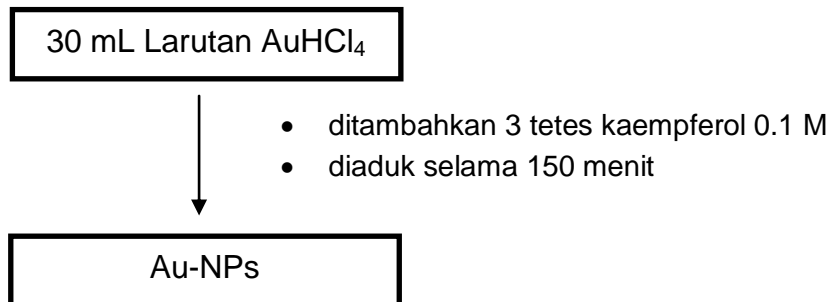 30 mL Larutan AuHCl₄
• ditambahkan 3 tetes kaempferol 0.1 M
• diaduk selama 150 menit
Au-NPs